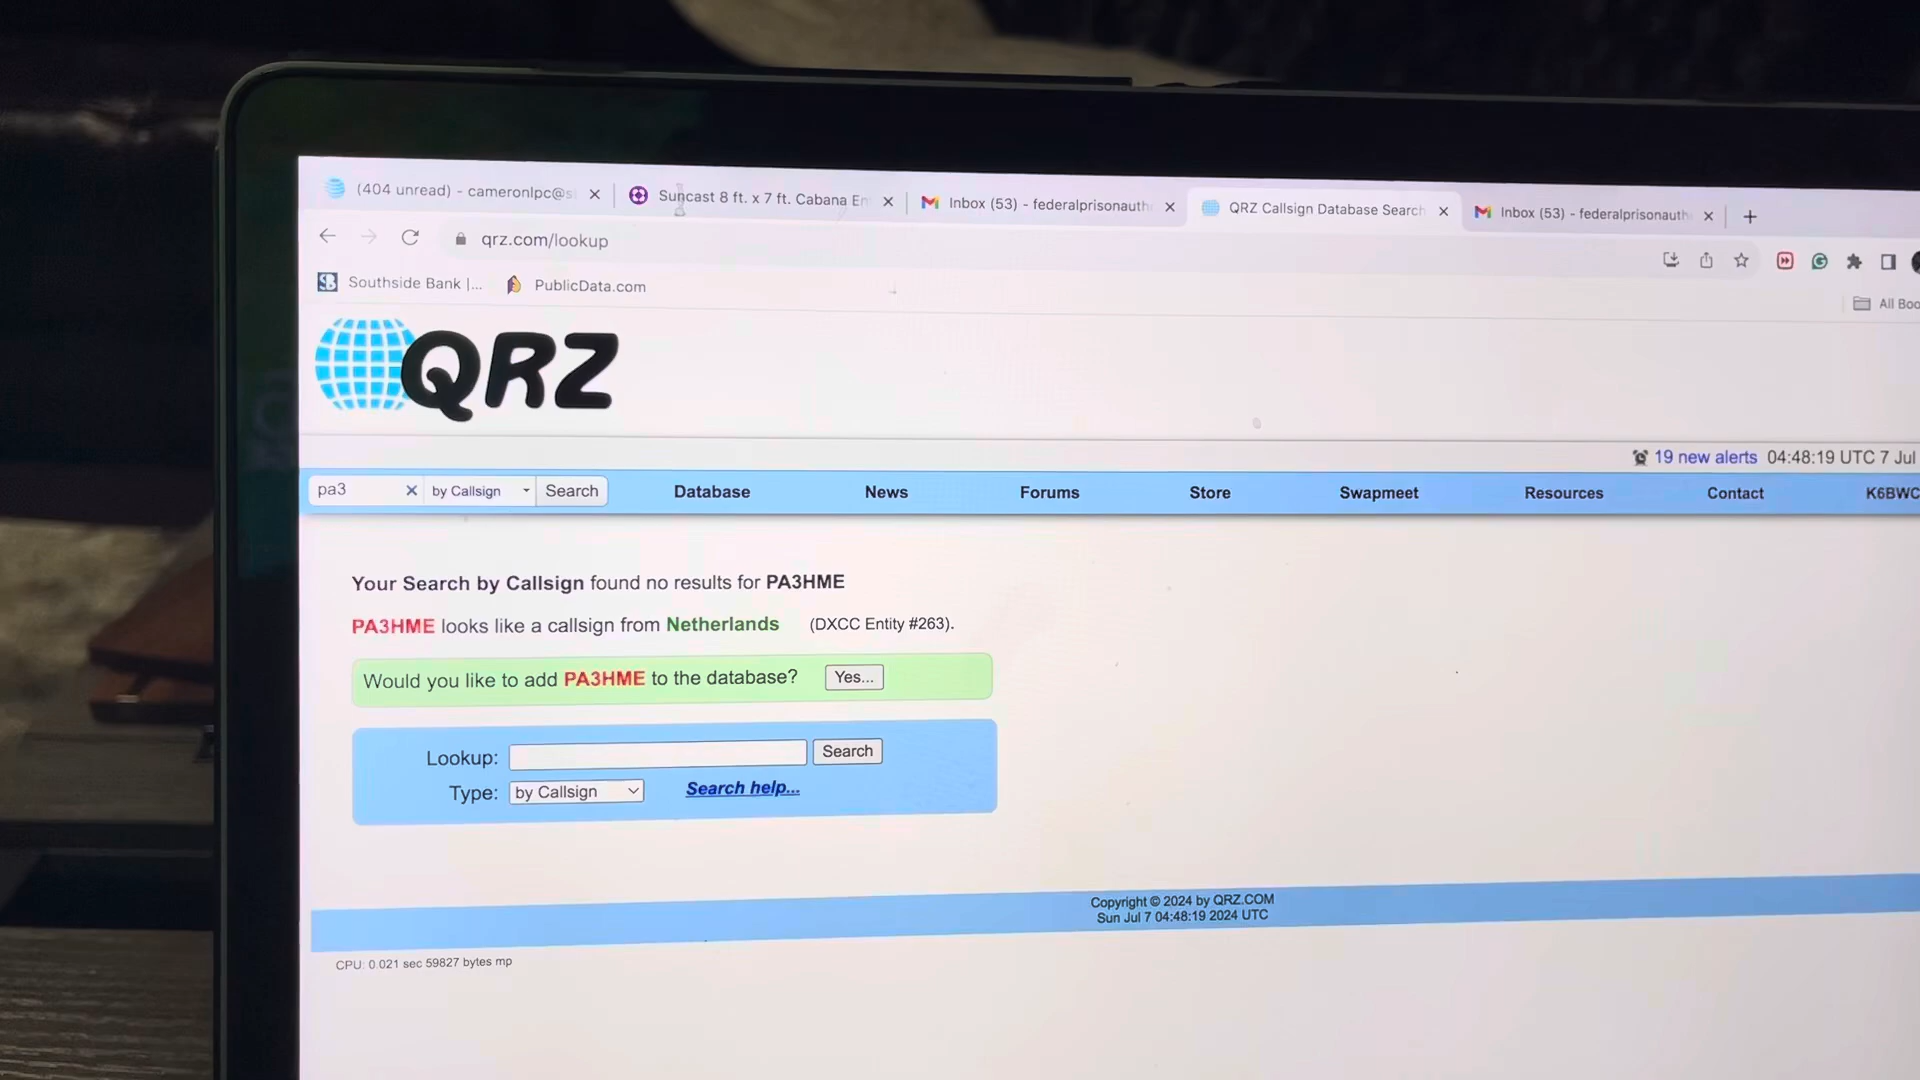 (404 unread) - cameronlpc@s
Suncast 8 ft. x 7 ft. Cabana En
Inbox (53) - federalprisonauth
QRZ Callsign Database Search
Inbox (53) - federalprisonauth
qrz.com/lookup
Southside Bank |...
PublicData.com
All Boo
QRZ
19 new alerts 04:48:19 UTC 7 Jul
pa3 by Callsign Search Database News Forums Store Swapmeet Resources Contact K6BWC
Your Search by Callsign found no results for PA3HME
PA3HME looks like a callsign from Netherlands (DXCC Entity #263).
Would you like to add PA3HME to the database? Yes...
Lookup: Search
Type: by Callsign Search help...
Copyright © 2024 by QRZ.COM
Sun Jul 7 04:48:19 2024 UTC
CPU: 0.021 sec 59827 bytes mp